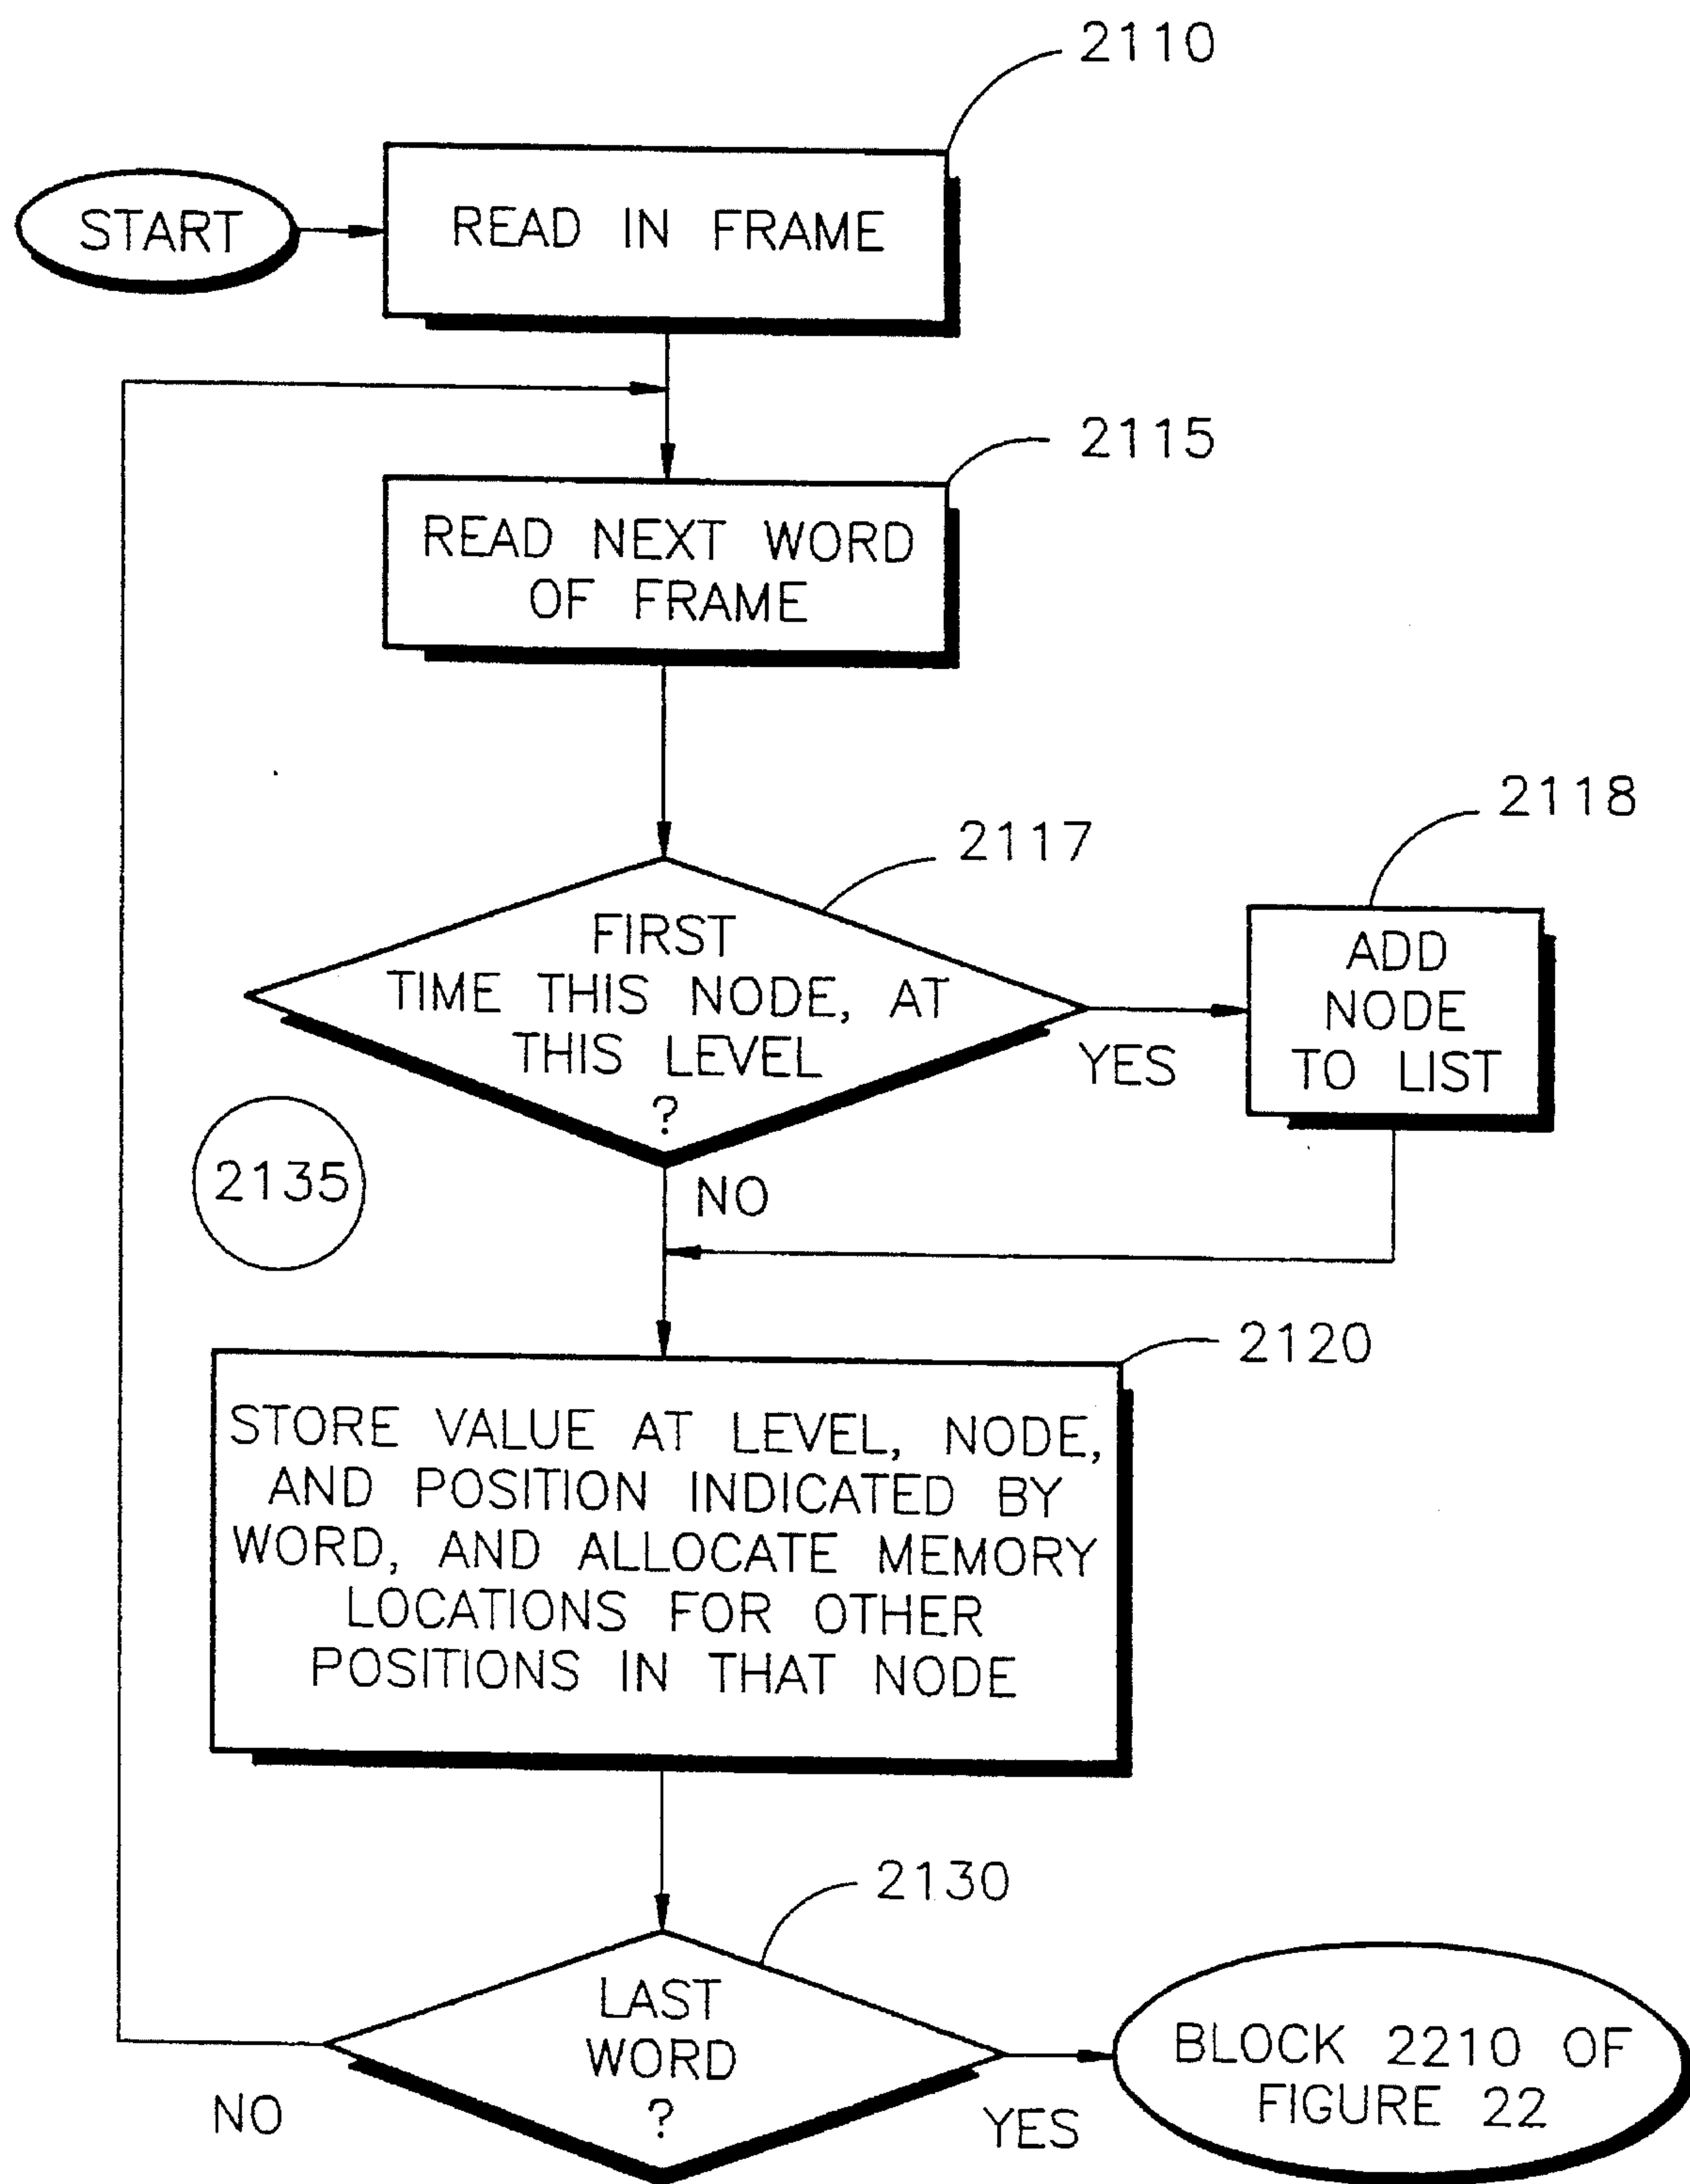 2110
START
READ IN FRAME
2115
READ NEXT WORD
OF FRAME
2117
2118
FIRST
TIME THIS NODE, AT
THIS LEVEL
?
YES
ADD
NODE
TO LIST
2135
NO
2120
STORE VALUE AT LEVEL, NODE,
AND POSITION INDICATED BY
WORD, AND ALLOCATE MEMORY
LOCATIONS FOR OTHER
POSITIONS IN THAT NODE
2130
LAST
WORD
?
NO
YES
BLOCK 2210 OF
FIGURE 22